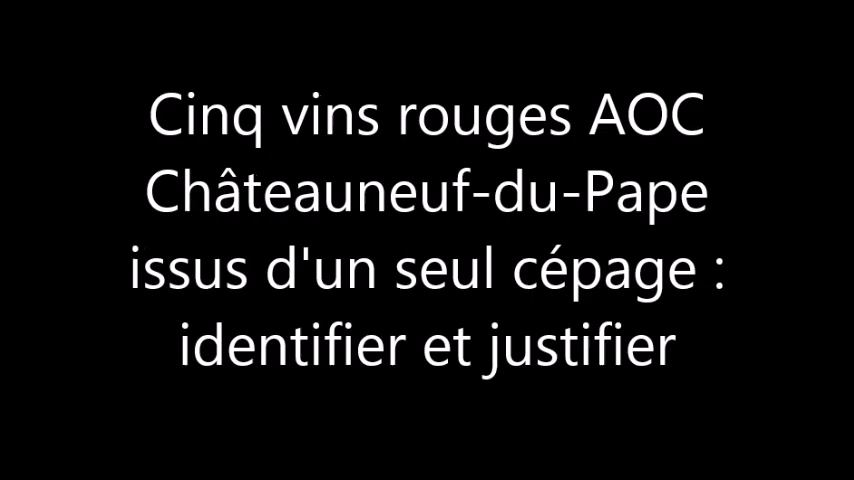 Cinq vins rouges AOC
Châteauneuf-du-Pape
issus d'un seul cépage :
identifier et justifier